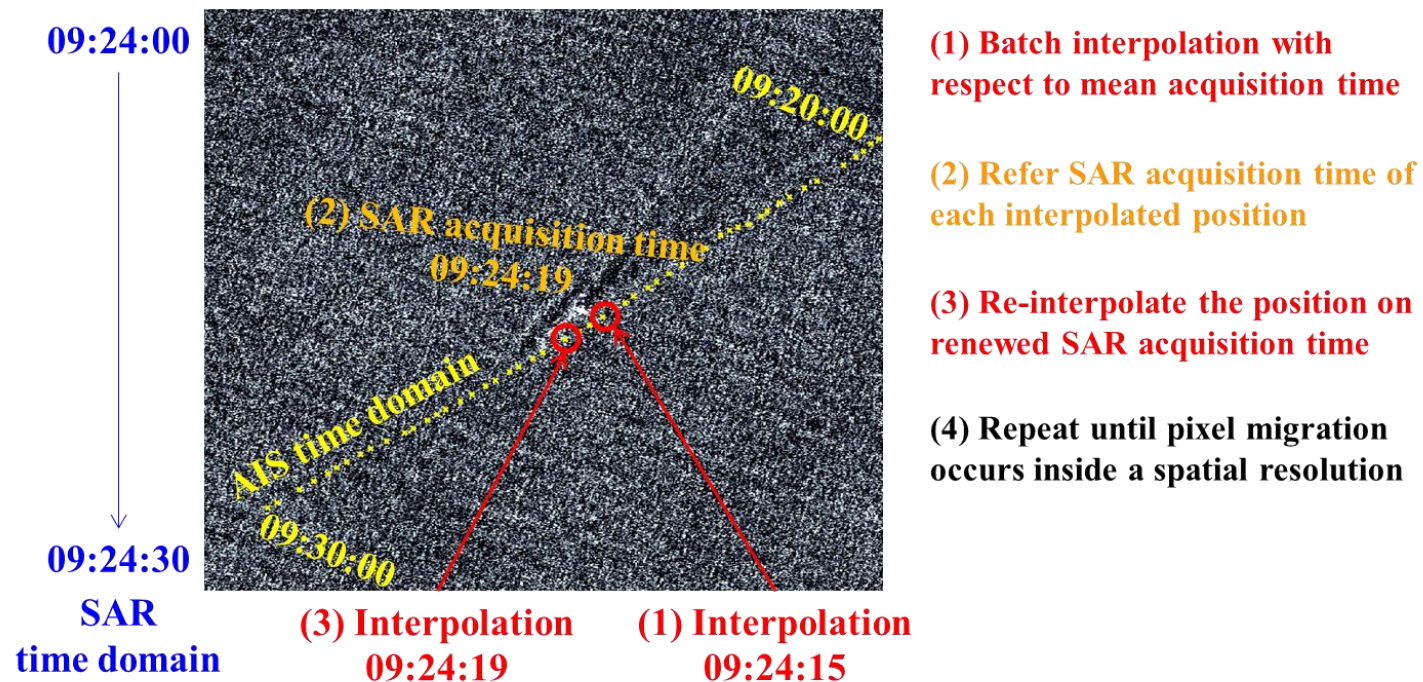 09:24:00
09:24:30
SAR
time domain
09:20:00
(2) SAR acquisition time
09:24:19
AIS time domain
09:30:00
(3) Interpolation
09:24:19
(1) Interpolation
09:24:15
(1) Batch interpolation with
respect to mean acquisition time
(2) Refer SAR acquisition time of
each interpolated position
(3) Re-interpolate the position on
renewed SAR acquisition time
(4) Repeat until pixel migration
occurs inside a spatial resolution